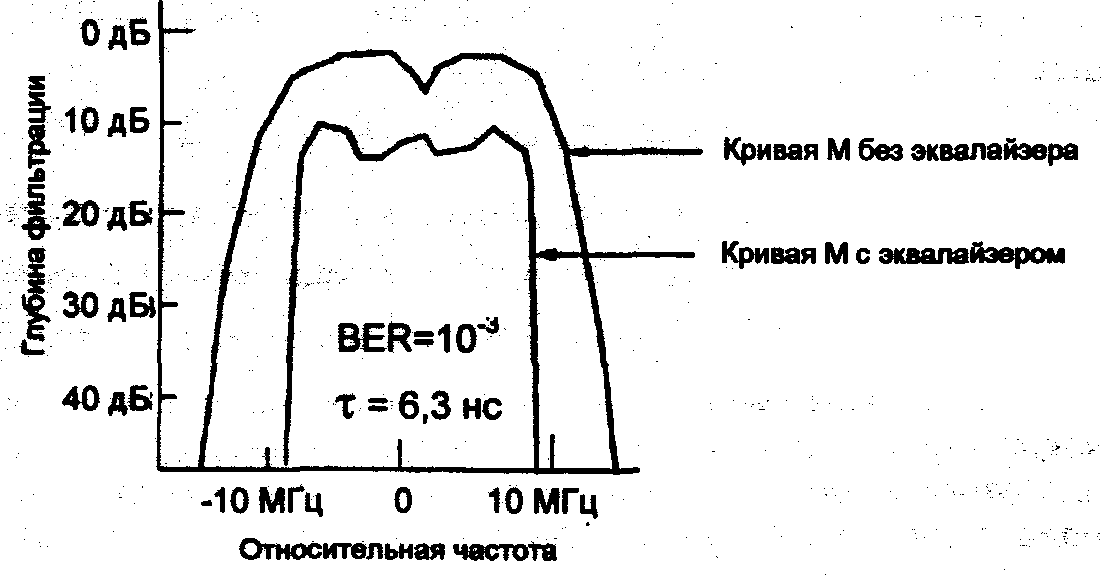 0 дБ
10 дБ
20 дБ
30 дБ
40 дБ
Глубина фильтрации
Кривая М без эквалайзера
Кривая М с эквалайзером
BER=10⁻³
τ = 6,3 нс
-10 МГц 0 10 МГц
Относительная частота